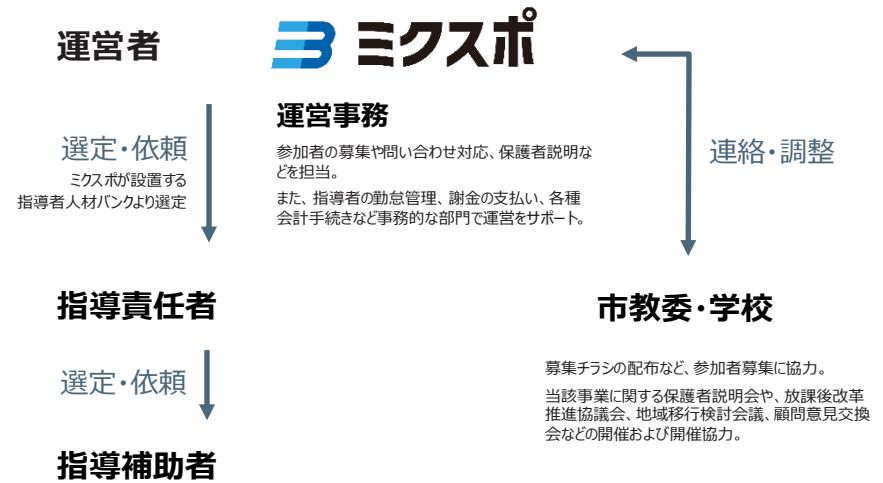 運営者
ミクスポ
運営事務
参加者の募集や問い合わせ対応、保護者説明な
どを担当。
また、指導者の勤怠管理、謝金の支払い、各種
会計手続きなど事務的な部門で運営をサポート。
選定・依頼
ミクスポが設置する
指導者人材バンクより選定
連絡・調整
指導責任者
選定・依頼
指導補助者
市教委・学校
募集チラシの配布など、参加者募集に協力。
当該事業に関する保護者説明会や、放課後改革
推進協議会、地域移行検討会議、顧問意見交換
会などの開催および開催協力。